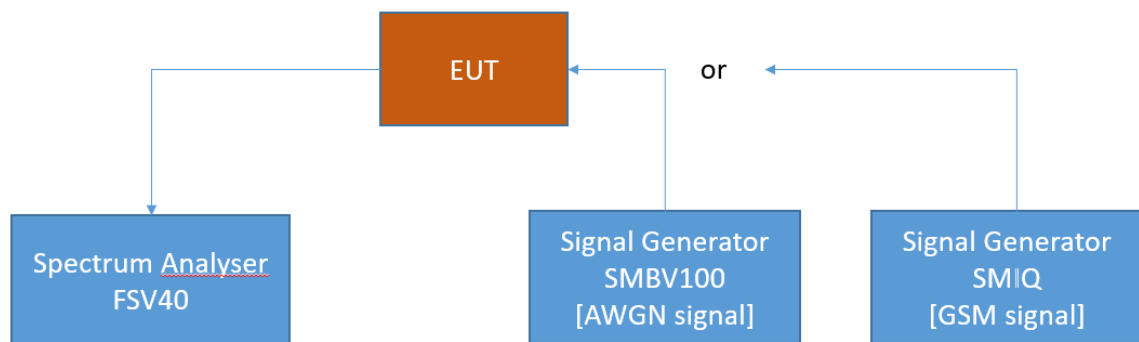 EUT
or
Spectrum Analyser
FSV40
Signal Generator
SMBV100
[AWGN signal]
Signal Generator
SMIQ
[GSM signal]